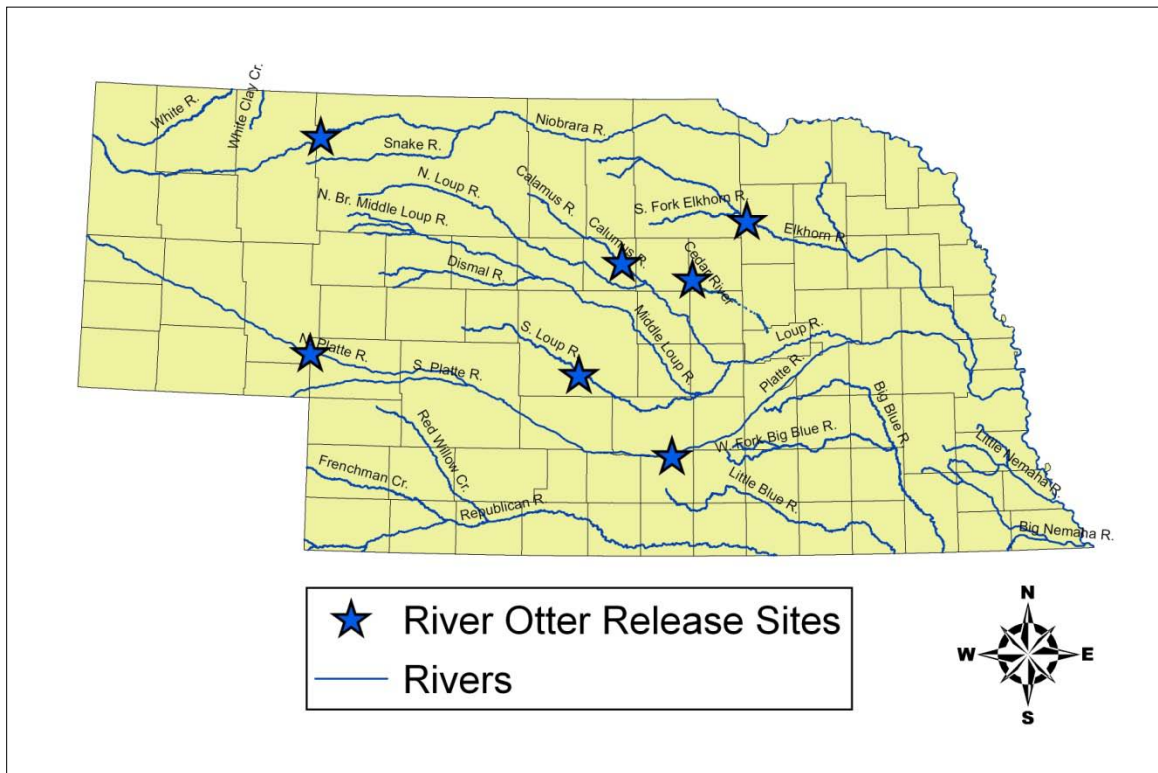 White R.
White Clay Cr.
Niobrara R.
Snake R.
N. Loup R.
Calamus R.
N. Br. Middle Loup R.
S. Fork Elkhorn R.
Elkhorn R.
Calumus R.
Cedar River
Dismal R.
Middle Loup R.
Loup R.
N. Platte R.
S. Platte R.
S. Loup R.
Platte R.
Big Blue R.
Red Willow Cr.
W. Fork Big Blue R.
Little Nemaha R.
Frenchman Cr.
Republican R.
Little Blue R.
Big Nemaha R.
River Otter Release Sites
Rivers
N
W E
S